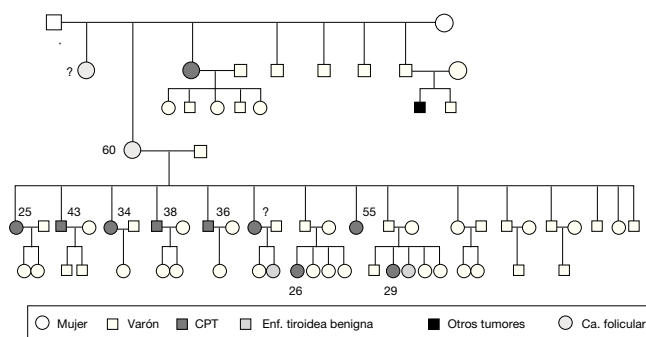 ?
60
25 43 34 38 36 ? 55
26 29
Mujer Varón CPT Enf. tiroidea benigna Otros tumores Ca. folicular